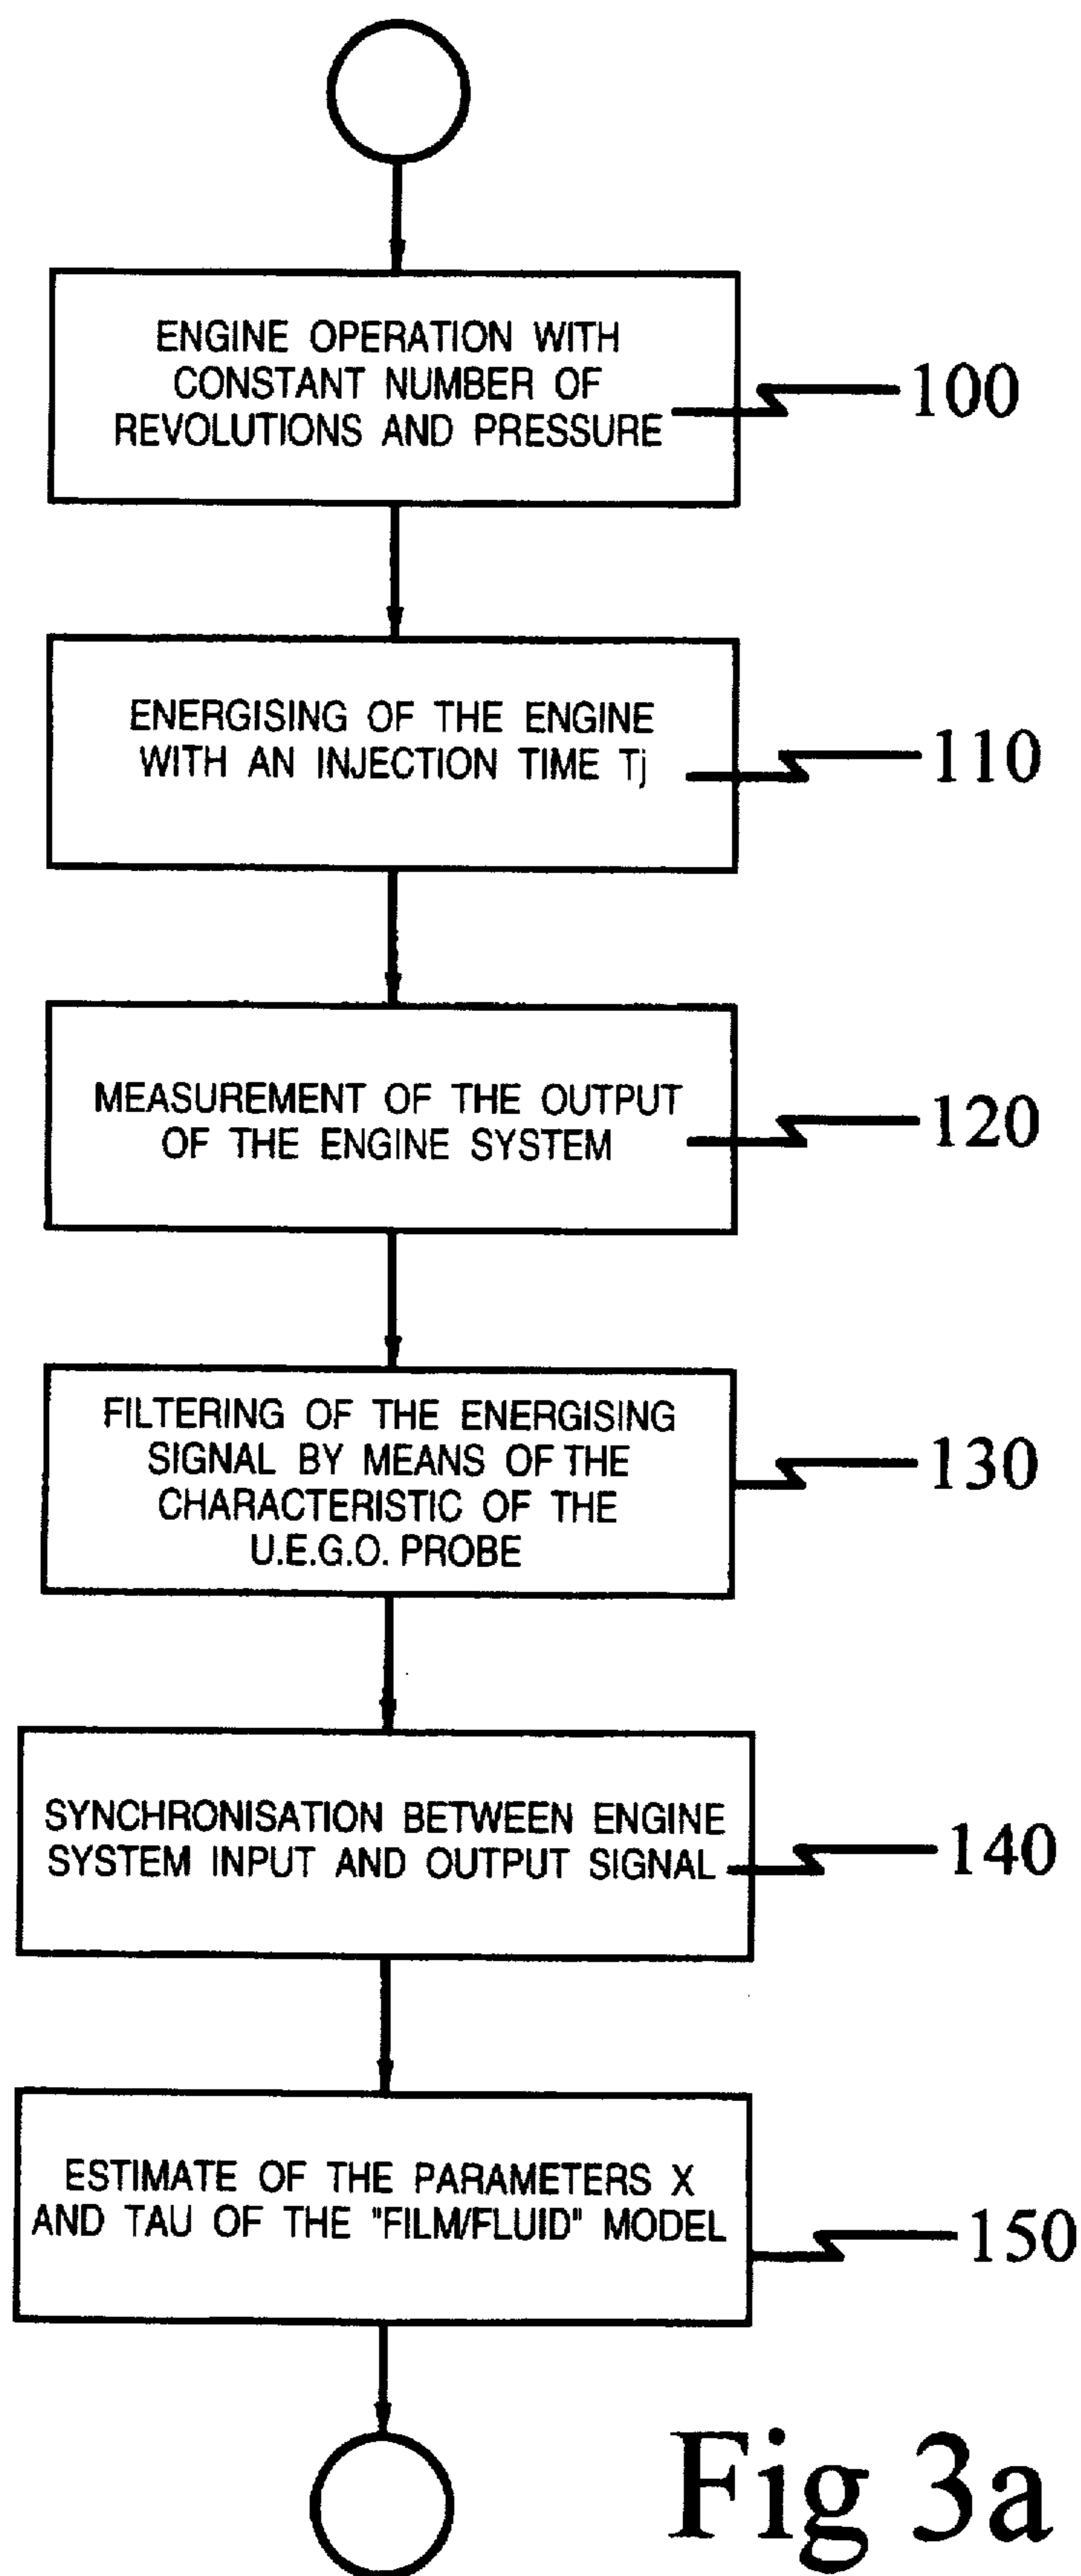 ENGINE OPERATION WITH
CONSTANT NUMBER OF
REVOLUTIONS AND PRESSURE
100
ENERGISING OF THE ENGINE
WITH AN INJECTION TIME Tj
110
MEASUREMENT OF THE OUTPUT
OF THE ENGINE SYSTEM
120
FILTERING OF THE ENERGISING
SIGNAL BY MEANS OF THE
CHARACTERISTIC OF THE
U.E.G.O. PROBE
130
SYNCHRONISATION BETWEEN ENGINE
SYSTEM INPUT AND OUTPUT SIGNAL
140
ESTIMATE OF THE PARAMETERS X
AND TAU OF THE "FILM/FLUID" MODEL
150
Fig 3a